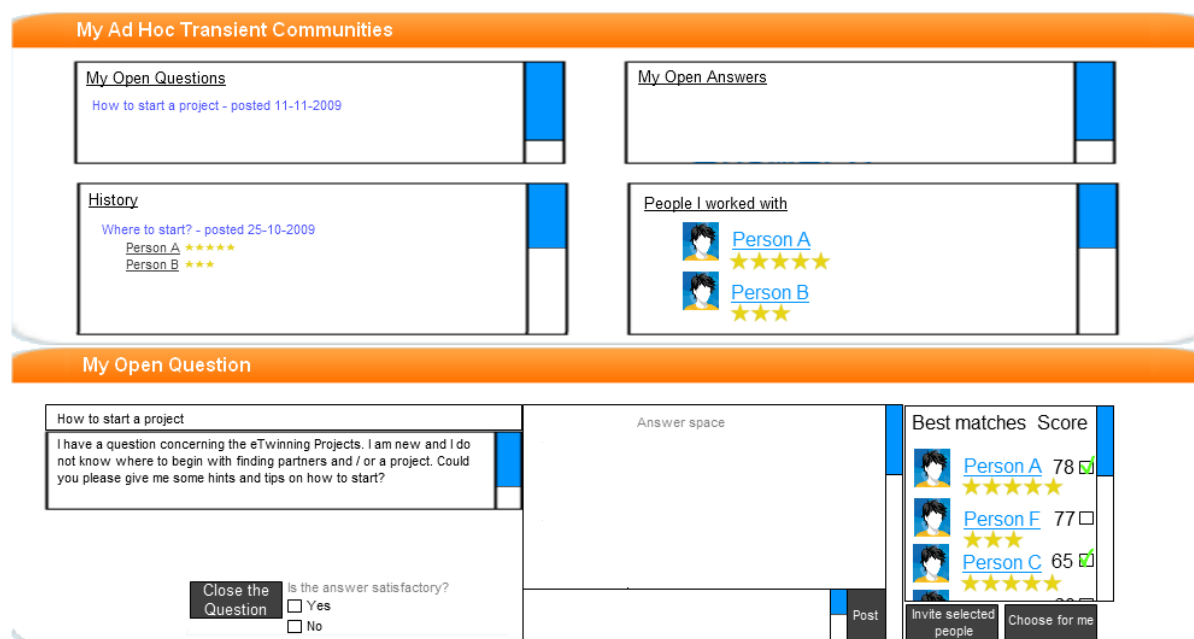 My Ad Hoc Transient Communities
My Open Questions
How to start a project - posted 11-11-2009
My Open Answers
History
Where to start? - posted 25-10-2009
Person A
Person B
People I worked with
Person A
Person B
My Open Question
How to start a project
I have a question concerning the eTwinning Projects. I am new and I do
not know where to begin with finding partners and / or a project. Could
you please give me some hints and tips on how to start?
Close the
Question
Is the answer satisfactory?
Yes
No
Answer space
Post
Best matches Score
Person A 78
Person F 77
Person C 65
Invite selected
people
Choose for me